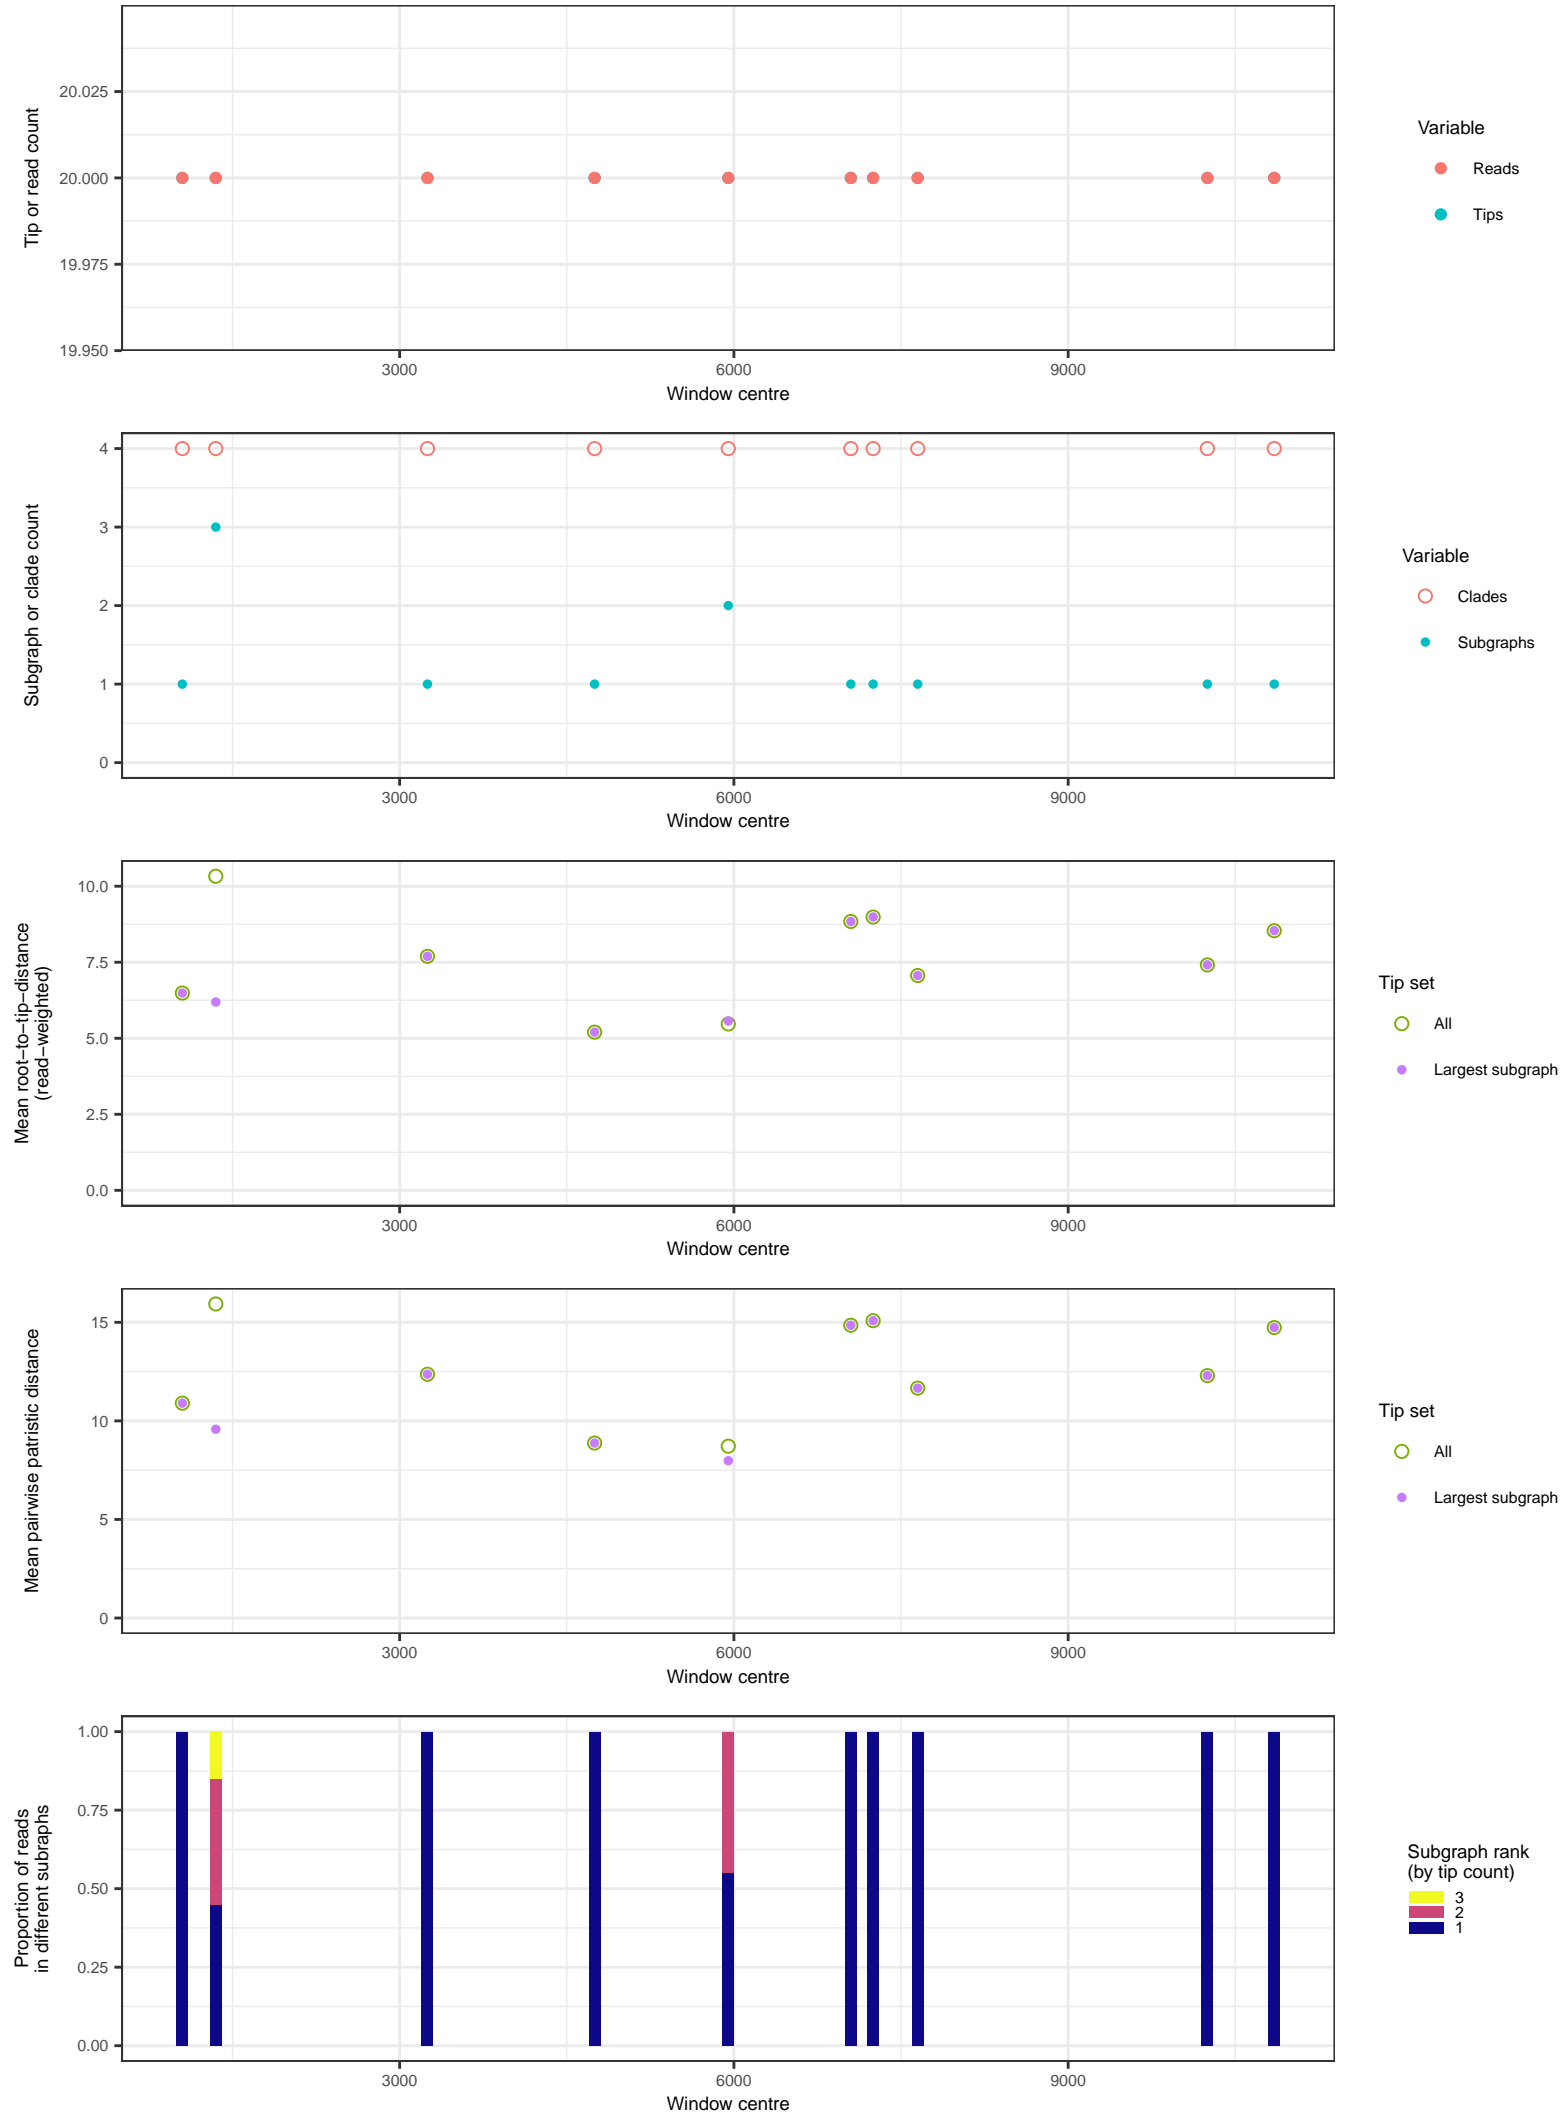 20.025
20.000
19.975
19.950
Tip or read count
3000
6000
9000
Window centre
Variable
Reads
Tips
4
3
2
1
0
Subgraph or clade count
3000
6000
9000
Window centre
Variable
Clades
Subgraphs
10.0
7.5
5.0
2.5
0.0
Mean root−to−tip−distance
(read−weighted)
3000
6000
9000
Window centre
Tip set
All
Largest subgraph
15
10
5
0
Mean pairwise patristic distance
3000
6000
9000
Window centre
Tip set
All
Largest subgraph
1.00
0.75
0.50
0.25
0.00
Proportion of reads
in different subraphs
3000
6000
9000
Window centre
Subgraph rank
(by tip count)
3
2
1